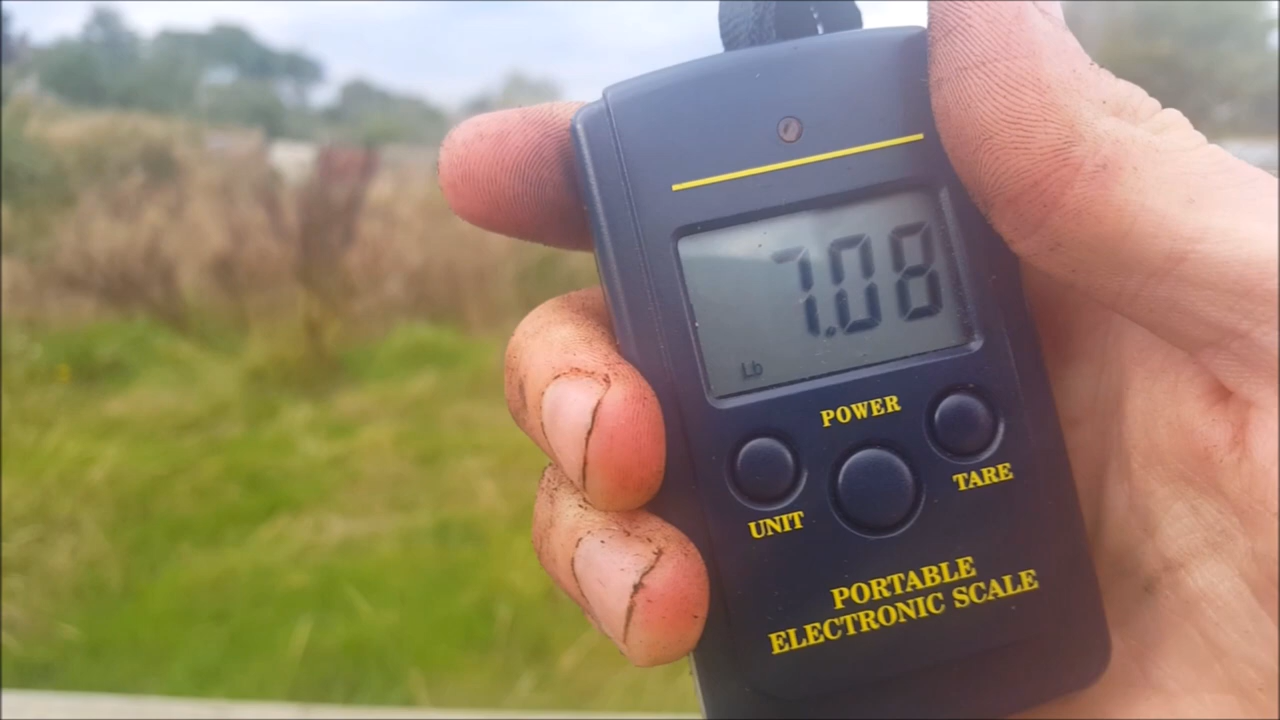 7.08
Lb
POWER
UNIT
TARE
PORTABLE
ELECTRONIC SCALE